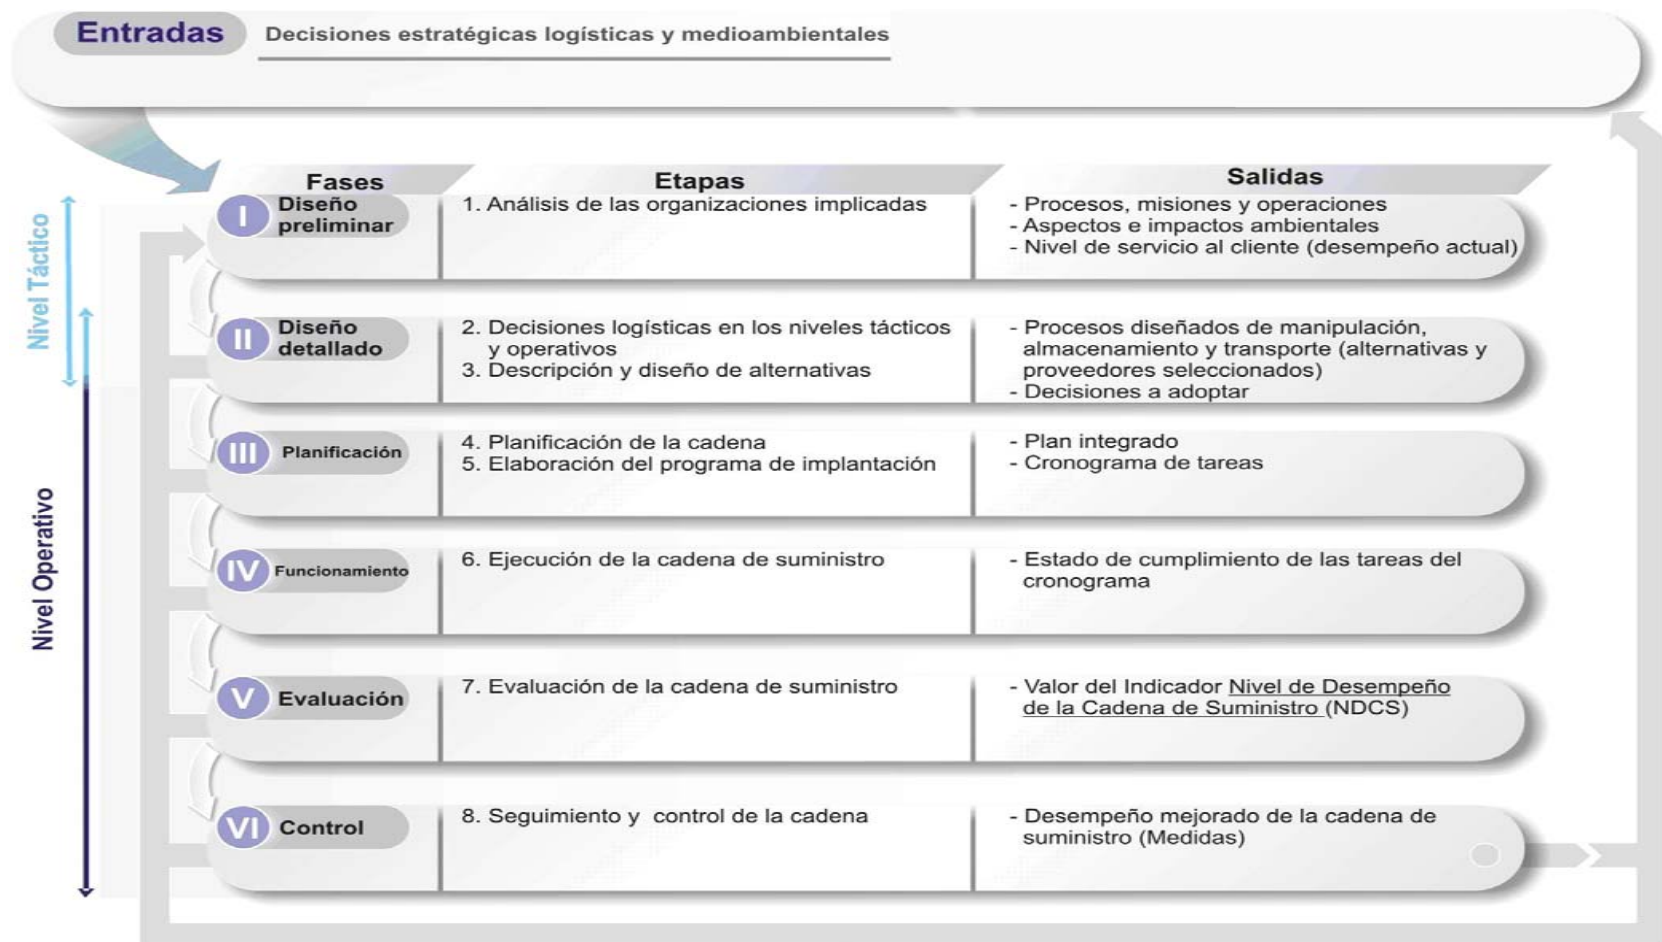 Entradas
Decisiones estratégicas logísticas y medioambientales
Fases
Etapas
Salidas
Nivel Táctico
Nivel Operativo
I
Diseño
preliminar
1. Análisis de las organizaciones implicadas
- Procesos, misiones y operaciones
- Aspectos e impactos ambientales
- Nivel de servicio al cliente (desempeño actual)
II
Diseño
detallado
2. Decisiones logísticas en los niveles tácticos
y operativos
3. Descripción y diseño de alternativas
- Procesos diseñados de manipulación,
almacenamiento y transporte (alternativas y
proveedores seleccionados)
- Decisiones a adoptar
III
Planificación
4. Planificación de la cadena
5. Elaboración del programa de implantación
- Plan integrado
- Cronograma de tareas
IV
Funcionamiento
6. Ejecución de la cadena de suministro
- Estado de cumplimiento de las tareas del
cronograma
V
Evaluación
7. Evaluación de la cadena de suministro
- Valor del Indicador Nivel de Desempeño
de la Cadena de Suministro (NDCS)
VI
Control
8. Seguimiento y control de la cadena
- Desempeño mejorado de la cadena de
suministro (Medidas)